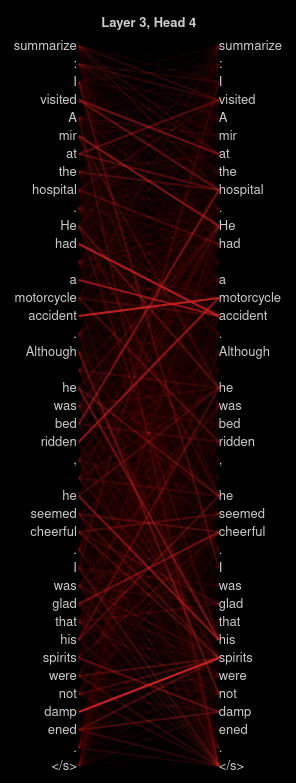 Layer 3, Head 4
summarize summarize
: :
I I
visited visited
A A
mir mir
at at
the the
hospital hospital
. .
He He
had had
a a
motorcycle motorcycle
accident accident
. .
Although Although
he he
was was
bed bed
ridden ridden
, ,
he he
seemed seemed
cheerful cheerful
. .
I I
was was
glad glad
that that
his his
spirits spirits
were were
not not
damp damp
ened ened
. .
</s> </s>